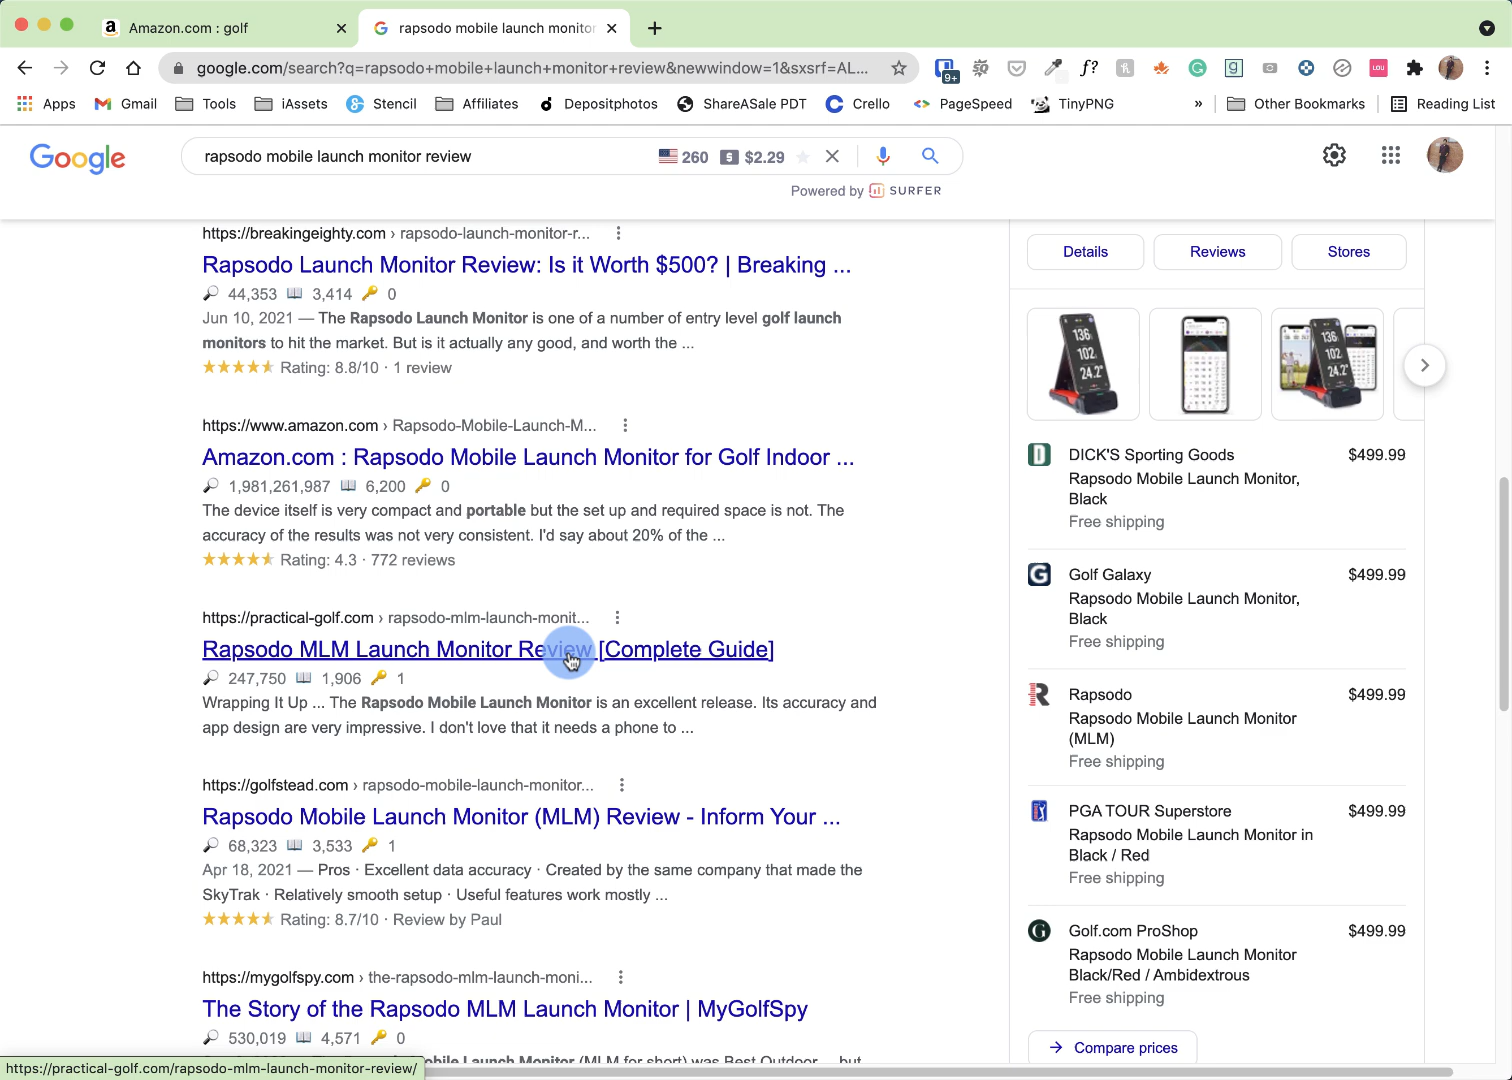 Amazon.com : golf
rapsodo mobile launch monitor
google.com/search?q=rapsodo+mobile+launch+monitor+review&newwindow=1&sxsrf=AL...
9+
f?
LOU
Apps
Gmail
Tools
iAssets
Stencil
Affiliates
Depositphotos
ShareASale PDT
Crello
PageSpeed
TinyPNG
»
Other Bookmarks
Reading List
Google
rapsodo mobile launch monitor review
260
$2.29
Powered by SURFER
https://breakingeighty.com › rapsodo-launch-monitor-r...
Rapsodo Launch Monitor Review: Is it Worth $500? | Breaking ...
44,353 3,414 0
Jun 10, 2021 — The Rapsodo Launch Monitor is one of a number of entry level golf launch
monitors to hit the market. But is it actually any good, and worth the ...
Rating: 8.8/10 · 1 review
https://www.amazon.com › Rapsodo-Mobile-Launch-M...
Amazon.com : Rapsodo Mobile Launch Monitor for Golf Indoor ...
1,981,261,987 6,200 0
The device itself is very compact and portable but the set up and required space is not. The
accuracy of the results was not very consistent. I'd say about 20% of the ...
Rating: 4.3 · 772 reviews
https://practical-golf.com › rapsodo-mlm-launch-monit...
Rapsodo MLM Launch Monitor Review [Complete Guide]
247,750 1,906 1
Wrapping It Up ... The Rapsodo Mobile Launch Monitor is an excellent release. Its accuracy and
app design are very impressive. I don't love that it needs a phone to ...
https://golfstead.com › rapsodo-mobile-launch-monitor...
Rapsodo Mobile Launch Monitor (MLM) Review - Inform Your ...
68,323 3,533 1
Apr 18, 2021 — Pros · Excellent data accuracy · Created by the same company that made the
SkyTrak · Relatively smooth setup · Useful features work mostly ...
Rating: 8.7/10 · Review by Paul
https://mygolfspy.com › the-rapsodo-mlm-launch-moni...
The Story of the Rapsodo MLM Launch Monitor | MyGolfSpy
530,019 4,571 0
Launch Monitor (MLM for short) was Best Outdoor ... but
https://practical-golf.com/rapsodo-mlm-launch-monitor-review/
Details
Reviews
Stores
136
102
24.2°
136
102
24.2°
DICK'S Sporting Goods $499.99
Rapsodo Mobile Launch Monitor,
Black
Free shipping
Golf Galaxy $499.99
Rapsodo Mobile Launch Monitor,
Black
Free shipping
Rapsodo $499.99
Rapsodo Mobile Launch Monitor
(MLM)
Free shipping
PGA TOUR Superstore $499.99
Rapsodo Mobile Launch Monitor in
Black / Red
Free shipping
Golf.com ProShop $499.99
Rapsodo Mobile Launch Monitor
Black/Red / Ambidextrous
Free shipping
Compare prices